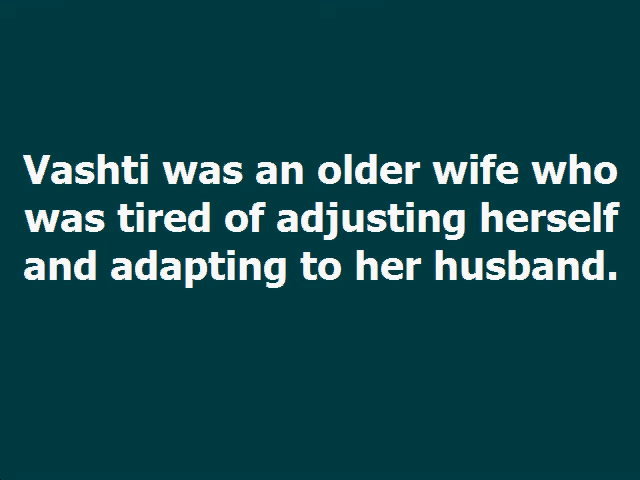 Vashti was an older wife who
was tired of adjusting herself
and adapting to her husband.